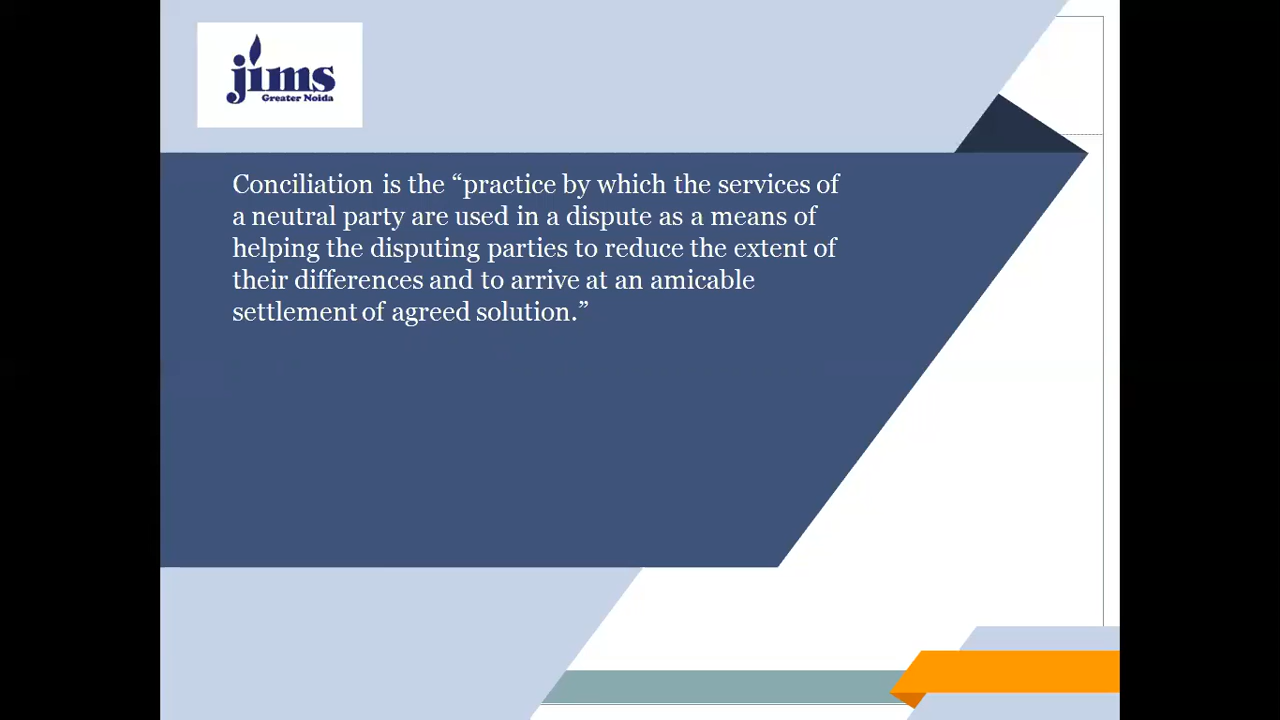 jims
Greater Noida
Conciliation is the “practice by which the services of
a neutral party are used in a dispute as a means of
helping the disputing parties to reduce the extent of
their differences and to arrive at an amicable
settlement of agreed solution.”